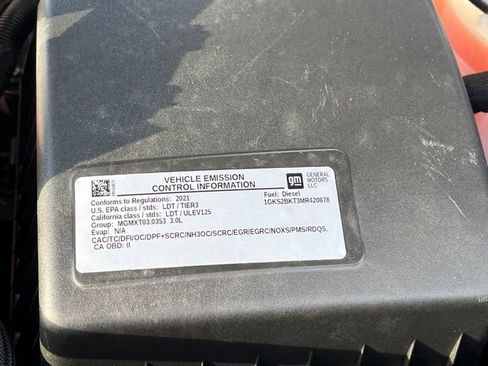 VEHICLE EMISSION
CONTROL INFORMATION
gm
GENERAL
MOTORS
LLC
Conforms to Regulations: 2021
Fuel: Diesel
U.S. EPA class / stds: LDT / TIER3
1GKS2BKT3MR420878
California class / stds: LDT / ULEV125
Group: MGMXT03.0353 3.0L
Evap: N/A
CAC/TC/DFI/OC/DPF+SCRC/NH3OC/SCRC/EGR/EGRC/NOXS/PMS/RDQS.
CA OBD: II